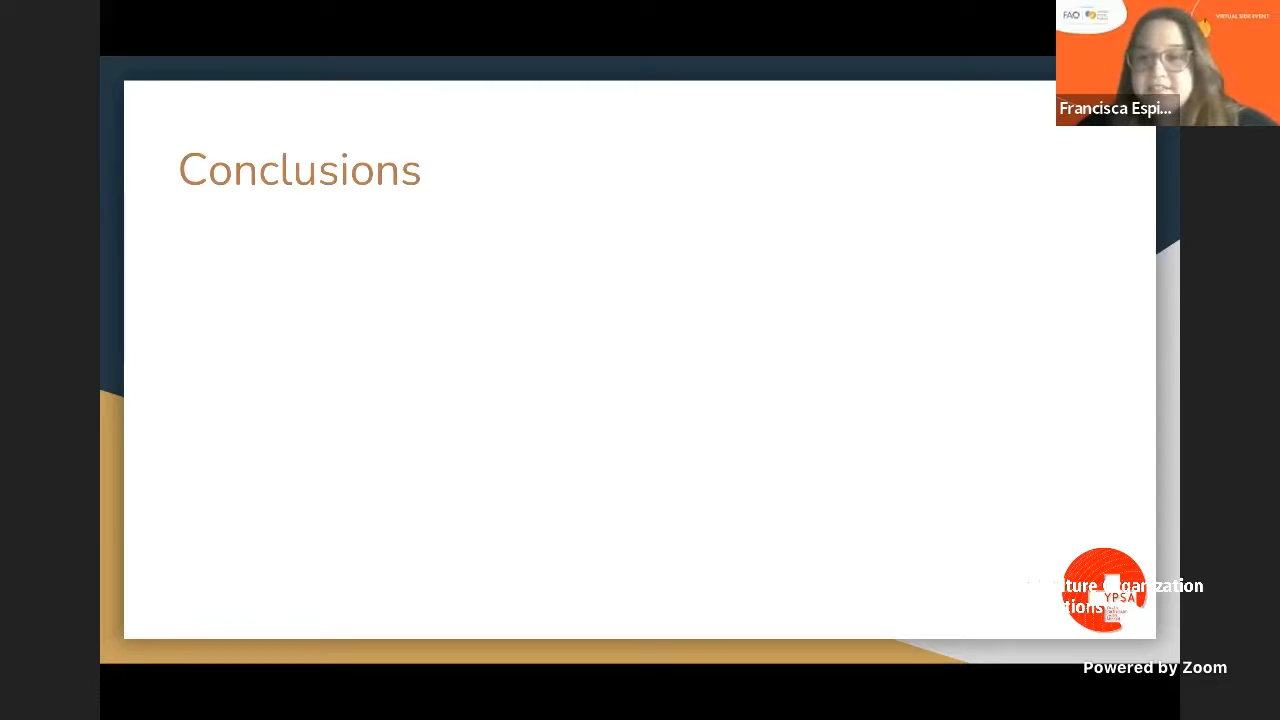 FAO
VIRTUAL SIDE EVENT
Francisca Espi...
Conclusions
YPSA
Powered by Zoom